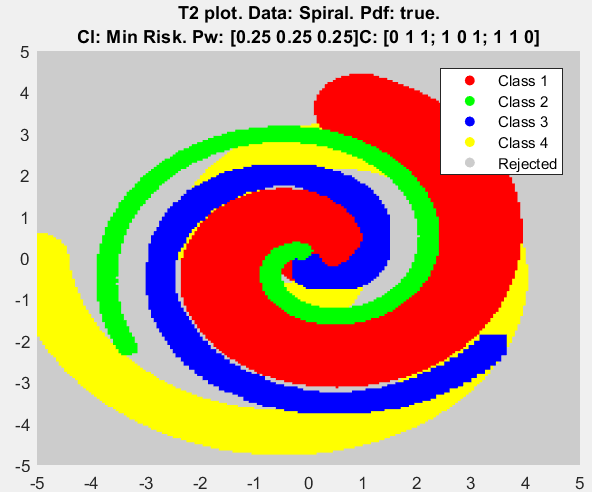 T2 plot. Data: Spiral. Pdf: true.
Cl: Min Risk. Pw: [0.25 0.25 0.25]C: [0 1 1; 1 0 1; 1 1 0]
5
4
3
2
1
0
-1
-2
-3
-4
-5
Class 1
Class 2
Class 3
Class 4
Rejected
-5 -4 -3 -2 -1 0 1 2 3 4 5